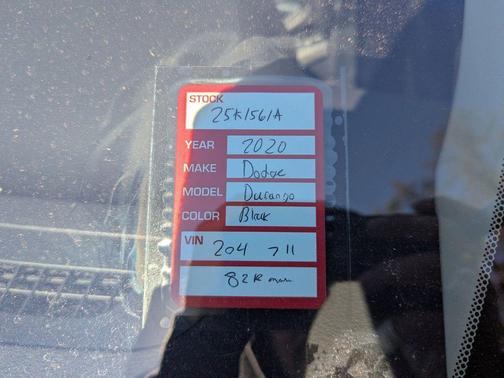 STOCK
25K1561A
YEAR 2020
MAKE Dodge
MODEL Durango
COLOR Black
VIN 204 711
82K